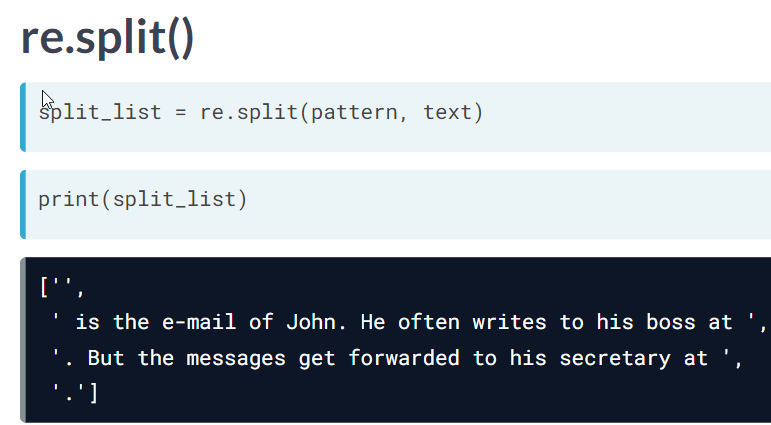 re.split()
split_list = re.split(pattern, text)
print(split_list)
['',
' is the e-mail of John. He often writes to his boss at ',
'. But the messages get forwarded to his secretary at ',
'.']